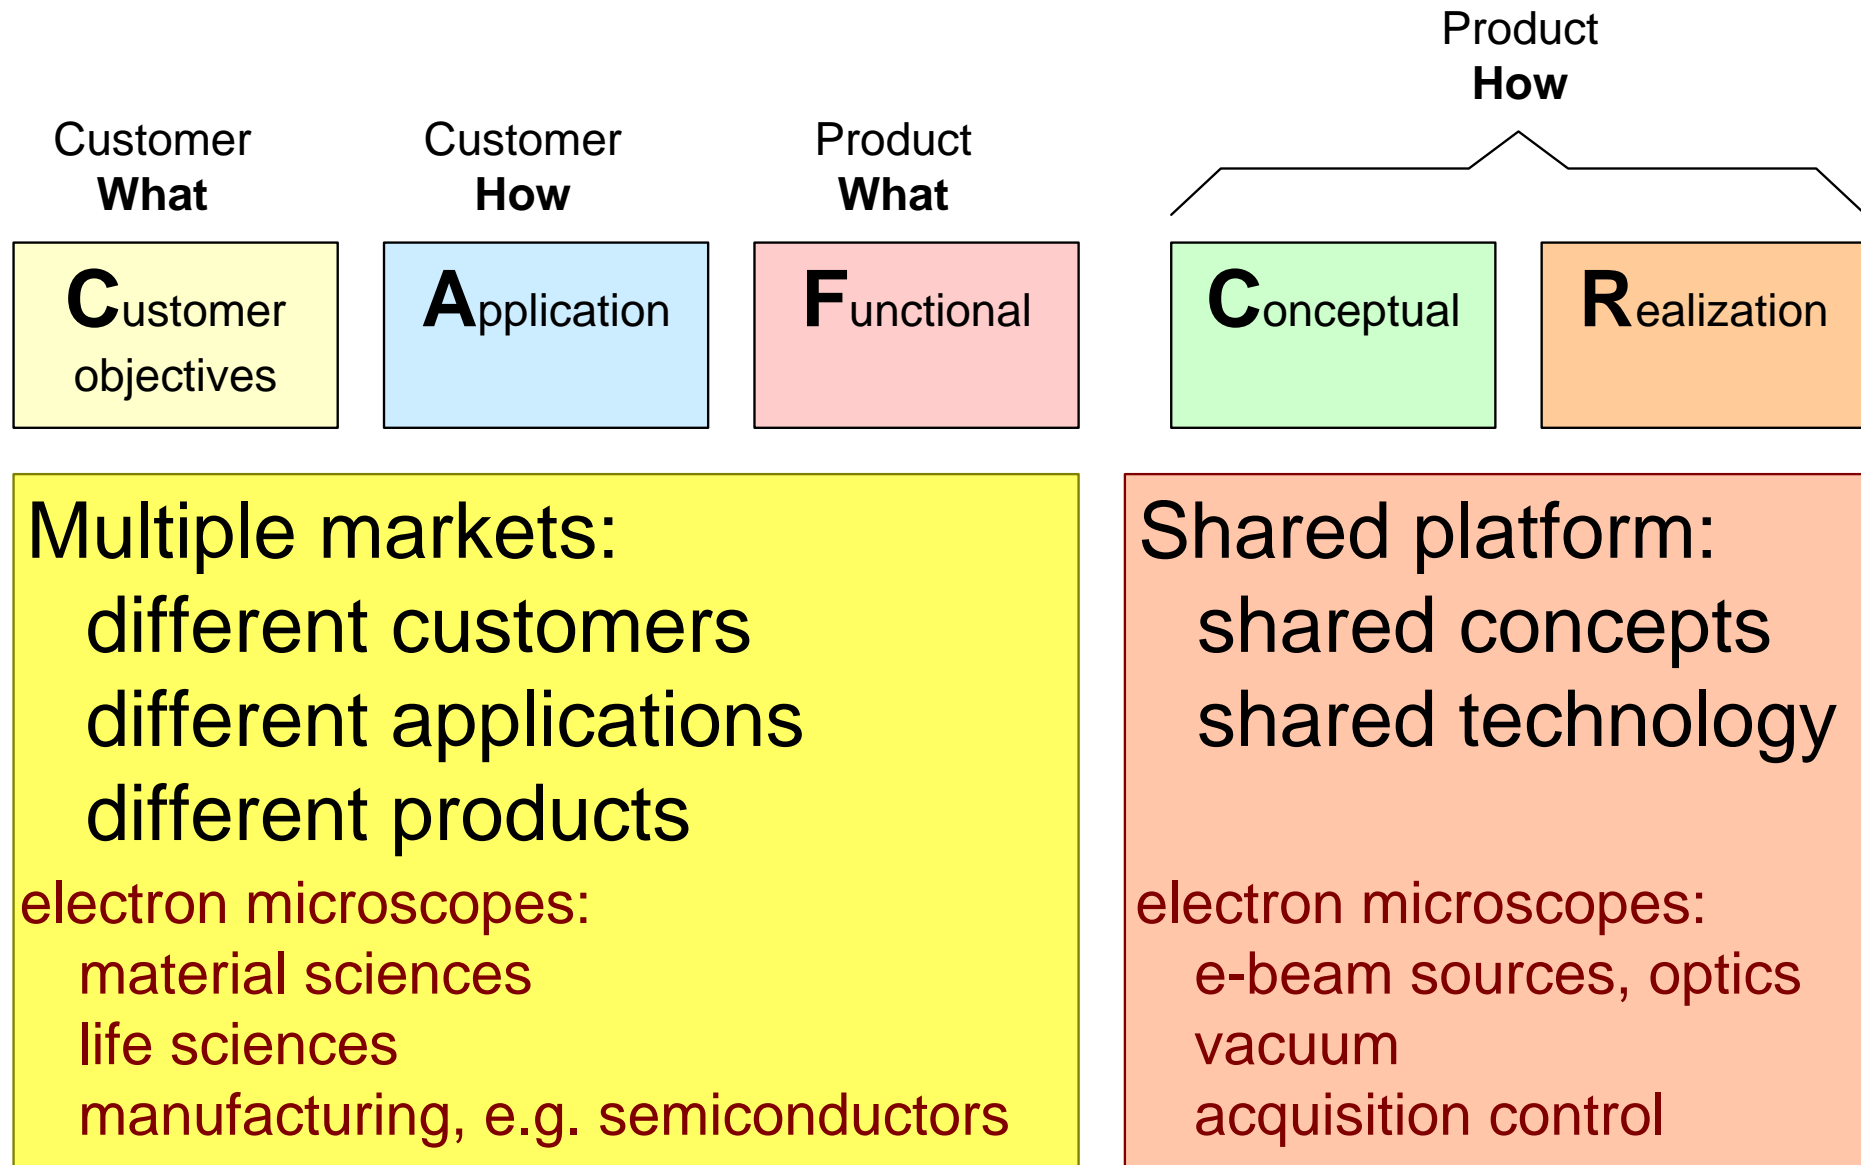 Product
How
Customer
What
Customer
How
Product
What
Customer
objectives
Application
Functional
Conceptual
Realization
Multiple markets:
different customers
different applications
different products
electron microscopes:
material sciences
life sciences
manufacturing, e.g. semiconductors
Shared platform:
shared concepts
shared technology
electron microscopes:
e-beam sources, optics
vacuum
acquisition control